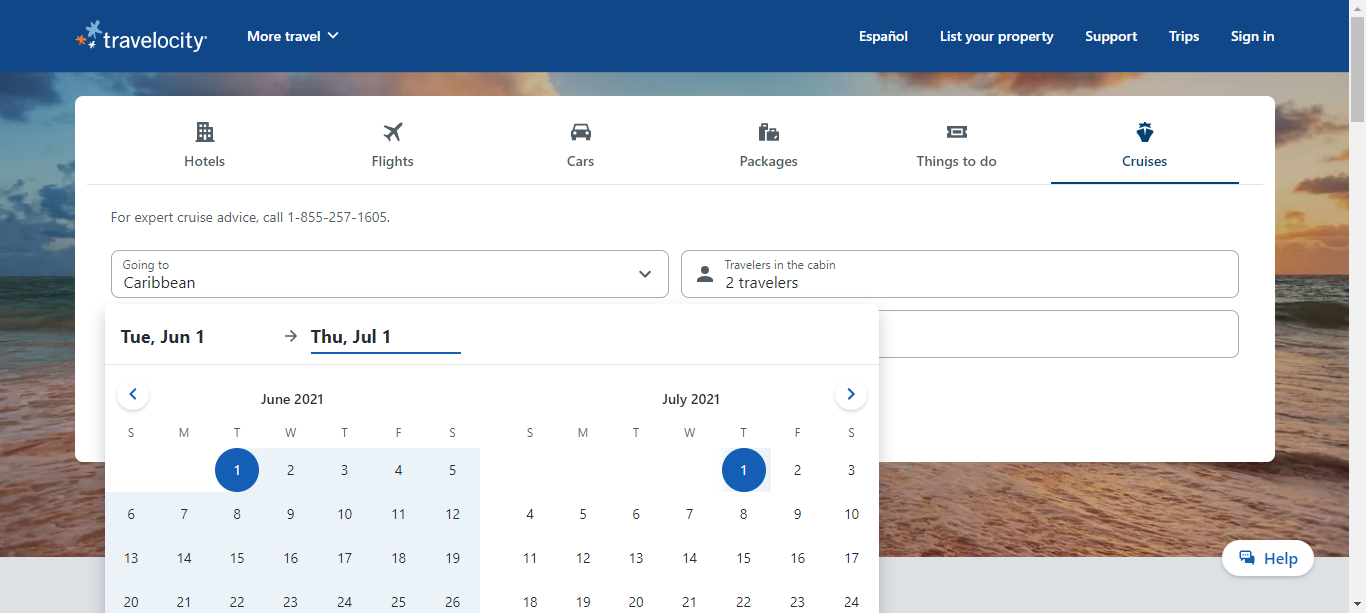 travelocity
More travel
Español
List your property
Support
Trips
Sign in
Hotels
Flights
Cars
Packages
Things to do
Cruises
For expert cruise advice, call 1-855-257-1605.
Going to
Caribbean
Travelers in the cabin
2 travelers
Tue, Jun 1
Thu, Jul 1
June 2021
S M T W T F S
1 2 3 4 5
6 7 8 9 10 11 12
13 14 15 16 17 18 19
20 21 22 23 24 25 26
July 2021
S M T W T F S
1 2 3
4 5 6 7 8 9 10
11 12 13 14 15 16 17
18 19 20 21 22 23 24
Help